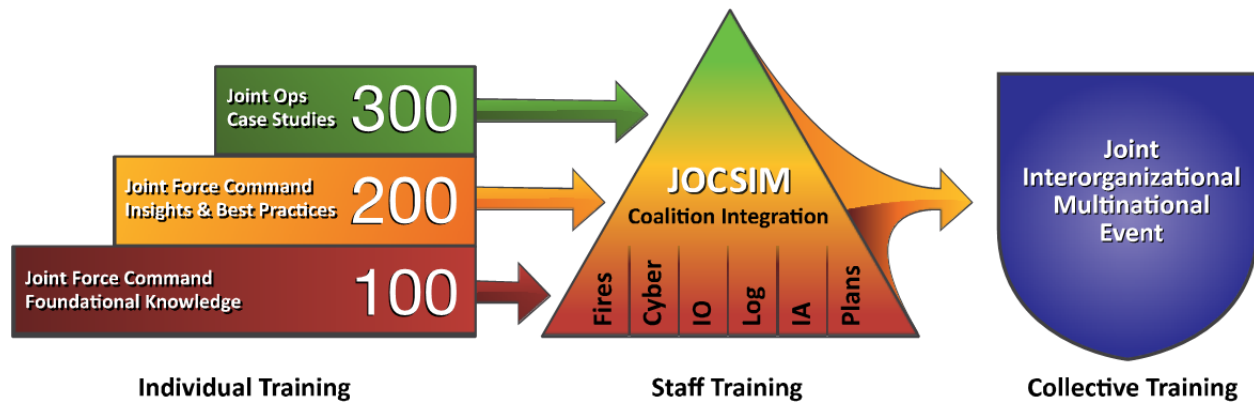 Joint Ops
Case Studies
300
Joint Force Command
Insights & Best Practices
200
Joint Force Command
Foundational Knowledge
100
Individual Training
JOCSIM
Coalition Integration
Fires
Cyber
IO
Log
IA
Plans
Staff Training
Joint
Interorganizational
Multinational
Event
Collective Training